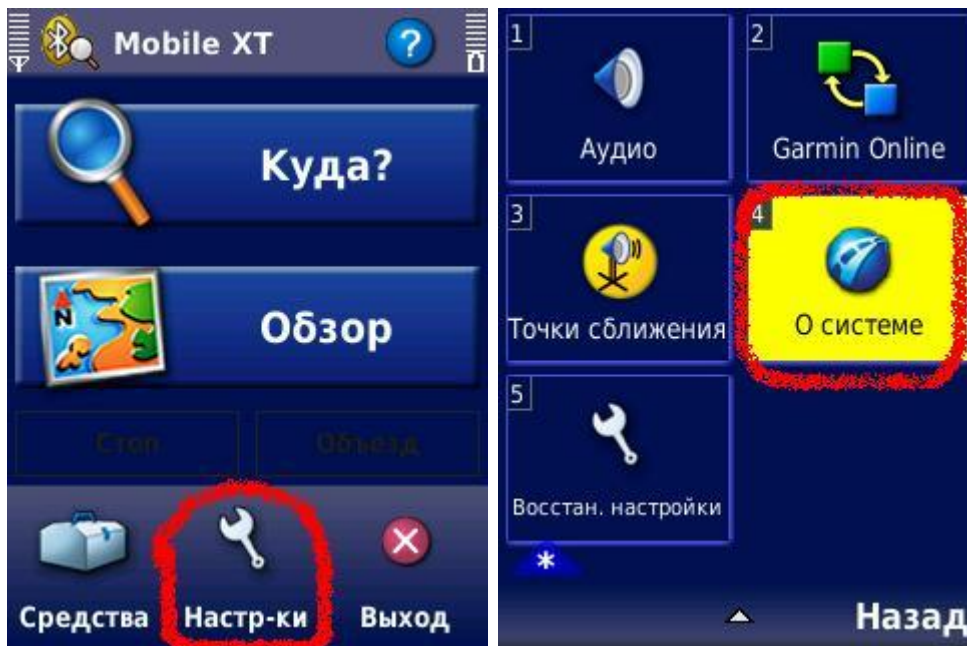 Mobile XT
?
Куда?
N
Обзор
Стоп
Объезд
Средства
Настр-ки
Выход
1
Аудио
2
Garmin Online
3
Точки сближения
4
О системе
5
Восстан. настройки
*
Назад